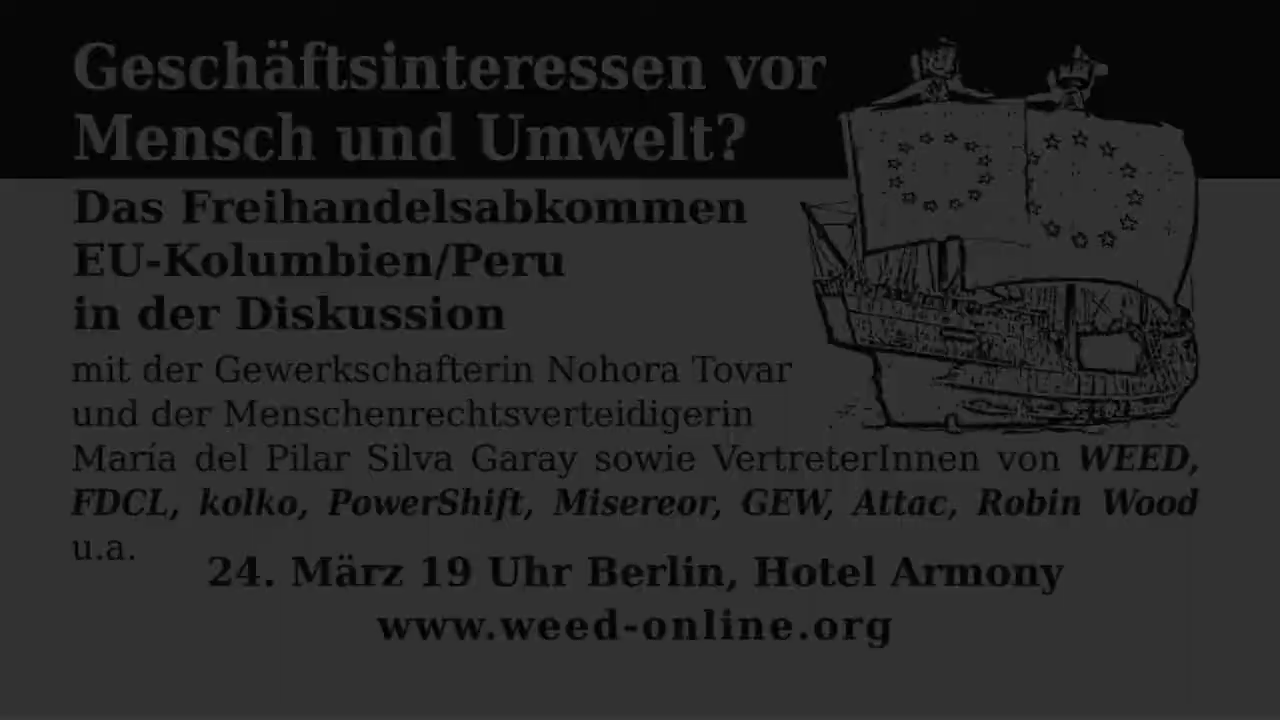 Geschäftsinteressen vor
Mensch und Umwelt?
Das Freihandelsabkommen
EU-Kolumbien/Peru
in der Diskussion
mit der Gewerkschafterin Nohora Tovar
und der Menschenrechtsverteidigerin
María del Pilar Silva Garay sowie VertreterInnen von WEED,
FDCL, kolko, PowerShift, Misereor, GEW, Attac, Robin Wood
u.a.
24. März 19 Uhr Berlin, Hotel Armony
www.weed-online.org